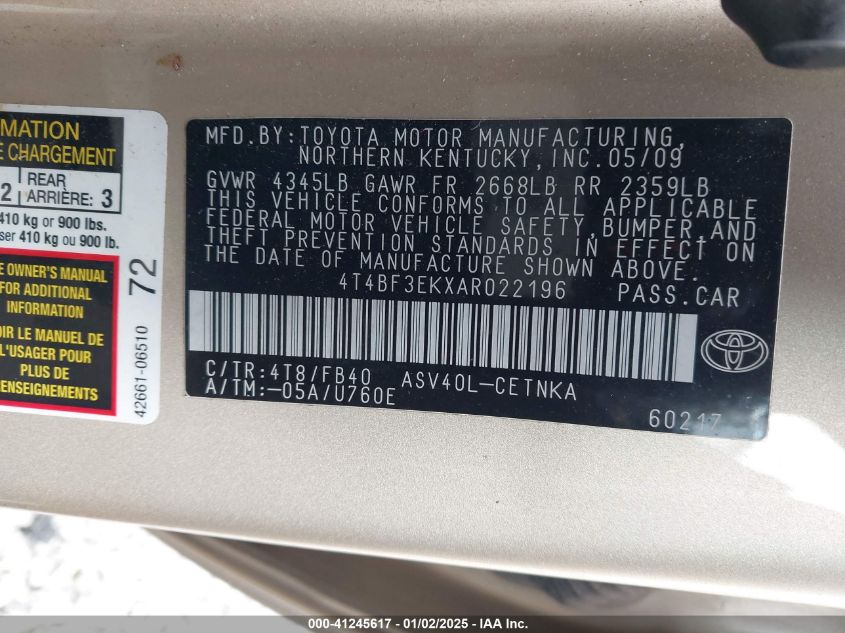 MATION
E CHARGEMENT
2 REAR ARRIÈRE: 3
410 kg or 900 lbs.
ser 410 kg ou 900 lb.
E OWNER'S MANUAL
FOR ADDITIONAL
INFORMATION
OIR LE MANUEL DE
L'USAGER POUR
PLUS DE
ENSEIGNEMENTS
72
42661-06510
MFD.BY:TOYOTA MOTOR MANUFACTURING,
NORTHERN KENTUCKY,INC.05/09
GVWR 4345LB GAWR FR 2668LB RR 2359LB
THIS VEHICLE CONFORMS TO ALL APPLICABLE
FEDERAL MOTOR VEHICLE SAFETY,BUMPER,AND
THEFT PREVENTION STANDARDS IN EFFECT ON
THE DATE OF MANUFACTURE SHOWN ABOVE.
4T4BF3EKXAR022196 PASS.CAR
C/TR:4T8/FB40 ASV40L-CETNKA
A/TM:-05A/U760E
60217
TOYOTA
000-41245617 - 01/02/2025 - IAAI - COPART, INC.